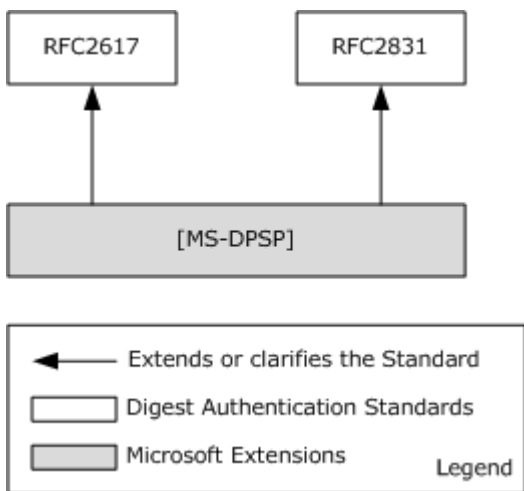 RFC2617
RFC2831
[MS-DPSP]
Extends or clarifies the Standard
Digest Authentication Standards
Microsoft Extensions
Legend